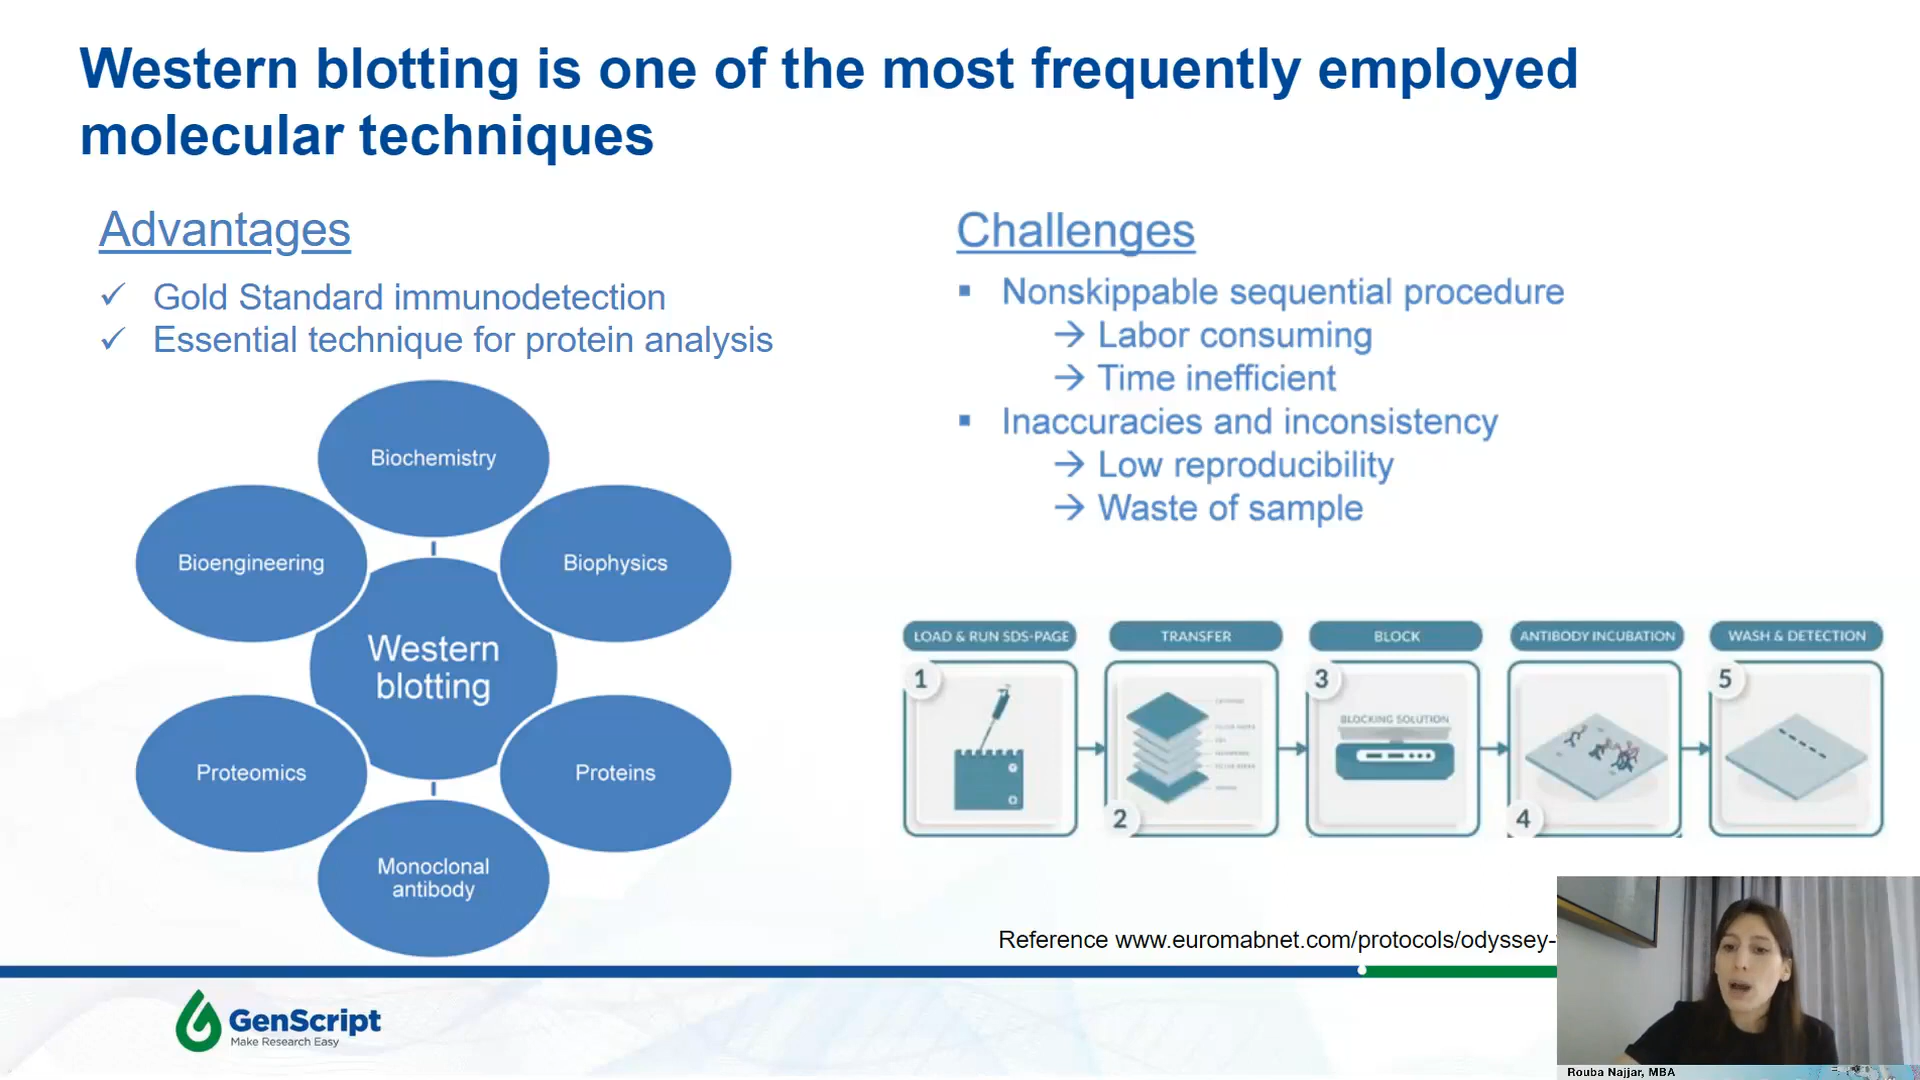 Western blotting is one of the most frequently employed
molecular techniques
Advantages
✓ Gold Standard immunodetection
✓ Essential technique for protein analysis
Biochemistry
Bioengineering
Biophysics
Western
blotting
Proteomics
Proteins
Monoclonal
antibody
Challenges
▪ Nonskippable sequential procedure
→ Labor consuming
→ Time inefficient
▪ Inaccuracies and inconsistency
→ Low reproducibility
→ Waste of sample
LOAD & RUN SDS-PAGE
1
TRANSFER
2
BLOCK
3
BLOCKING SOLUTION
ANTIBODY INCUBATION
4
WASH & DETECTION
5
Reference www.euromabnet.com/protocols/odyssey-
GenScript
Make Research Easy
Rouba Najjar, MBA